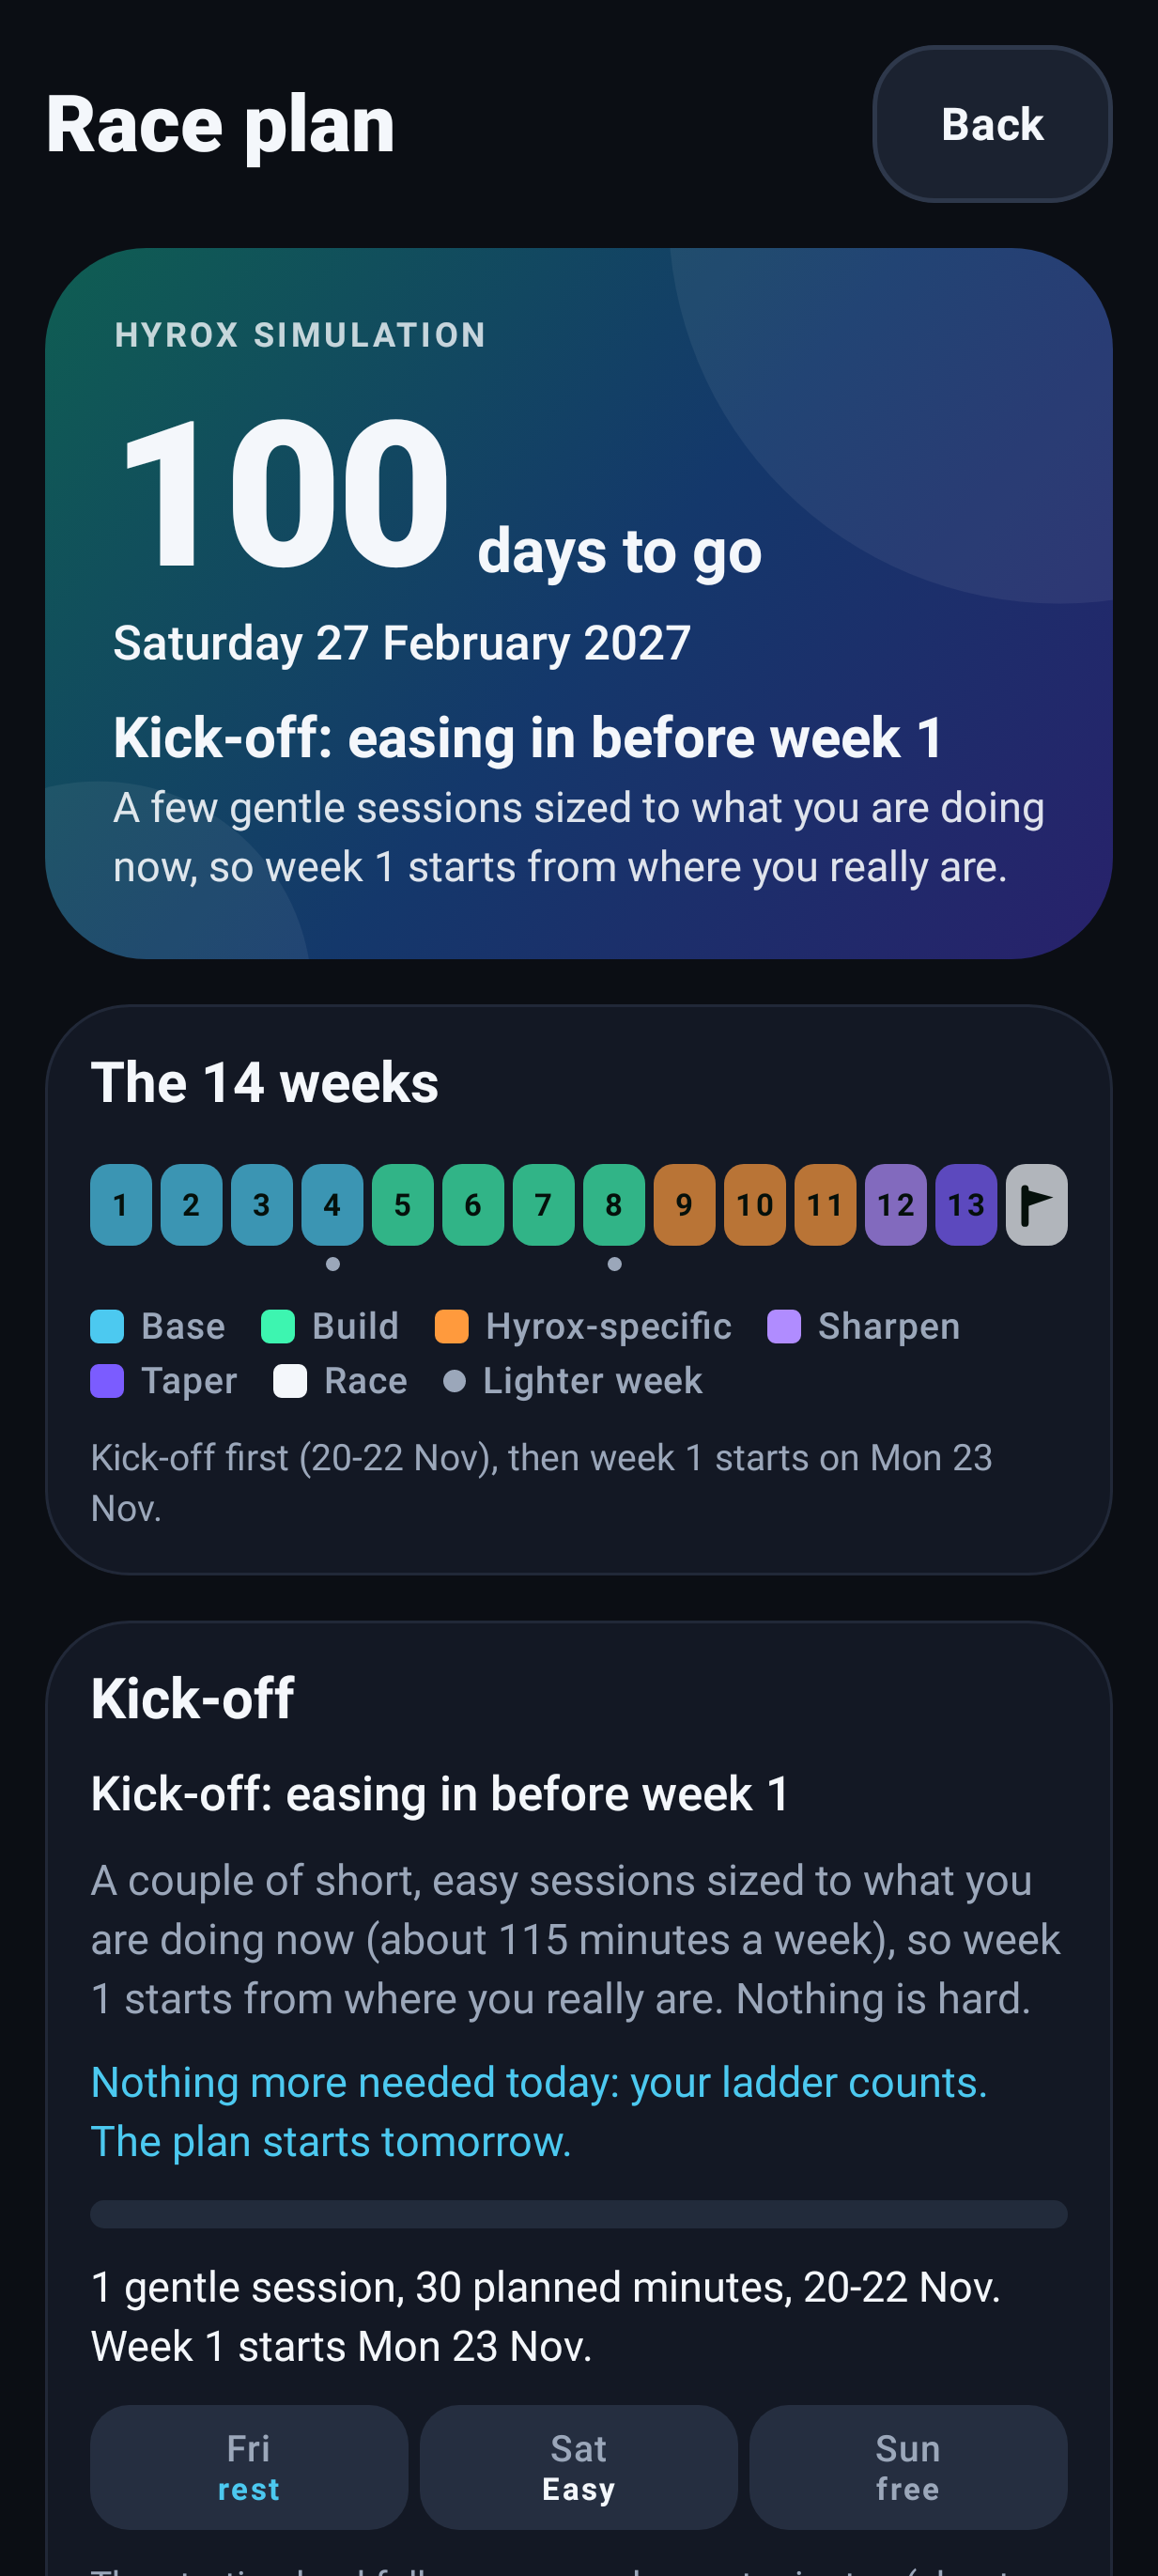 Race plan
Back
HYROX SIMULATION
100 days to go
Saturday 27 February 2027
Kick-off: easing in before week 1
A few gentle sessions sized to what you are doing
now, so week 1 starts from where you really are.
The 14 weeks
1 2 3 4 5 6 7 8 9 10 11 12 13
Base Build Hyrox-specific Sharpen
Taper Race Lighter week
Kick-off first (20-22 Nov), then week 1 starts on Mon 23
Nov.
Kick-off
Kick-off: easing in before week 1
A couple of short, easy sessions sized to what you
are doing now (about 115 minutes a week), so week
1 starts from where you really are. Nothing is hard.
Nothing more needed today: your ladder counts.
The plan starts tomorrow.
1 gentle session, 30 planned minutes, 20-22 Nov.
Week 1 starts Mon 23 Nov.
Fri Sat Sun
rest Easy free